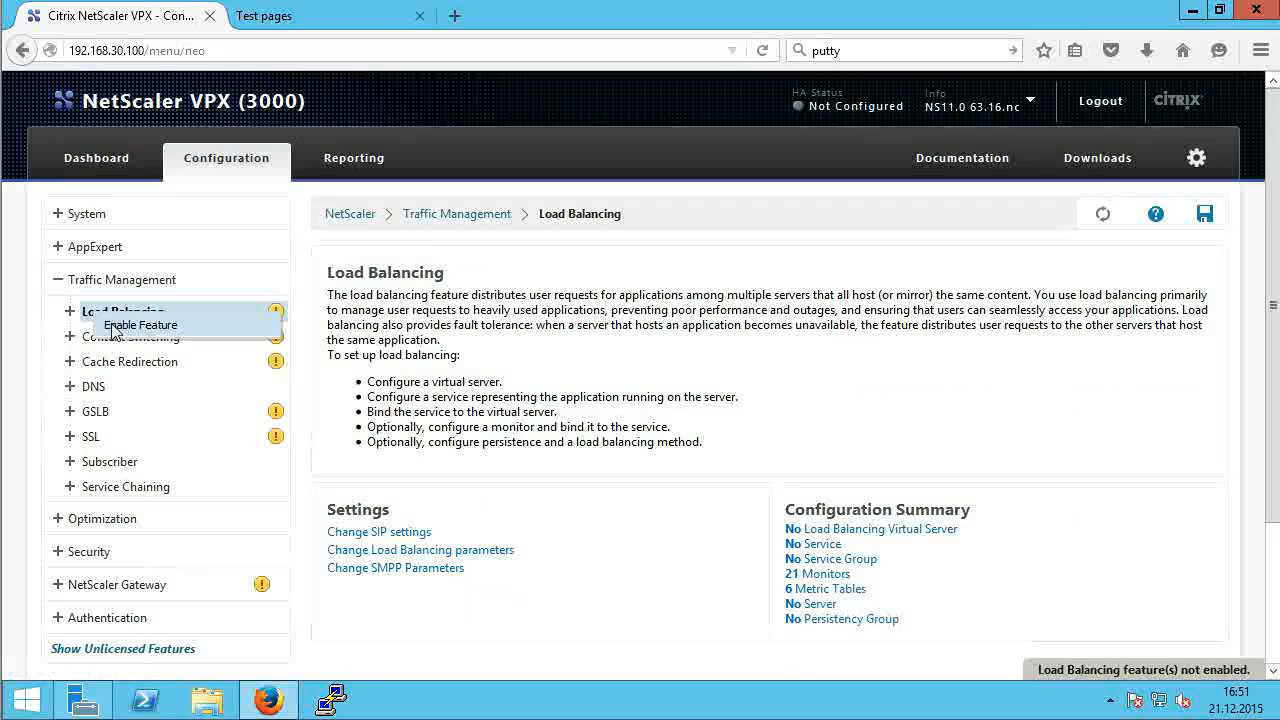 Citrix NetScaler VPX - Con... ×
Test pages ×
192.168.30.100/menu/neo
putty
NetScaler VPX (3000)
HA Status
Not Configured
Info
NS11.0 63.16.nc
Logout
CİTRIX
Dashboard
Configuration
Reporting
Documentation
Downloads
System
AppExpert
Traffic Management
Load Balancing
Enable Feature
Content Switching
Cache Redirection
DNS
GSLB
SSL
Subscriber
Service Chaining
Optimization
Security
NetScaler Gateway
Authentication
Show Unlicensed Features
NetScaler > Traffic Management > Load Balancing
Load Balancing
The load balancing feature distributes user requests for applications among multiple servers that all host (or mirror) the same content. You use load balancing primarily
to manage user requests to heavily used applications, preventing poor performance and outages, and ensuring that users can seamlessly access your applications. Load
balancing also provides fault tolerance: when a server that hosts an application becomes unavailable, the feature distributes user requests to the other servers that host
the same application.
To set up load balancing:
• Configure a virtual server.
• Configure a service representing the application running on the server.
• Bind the service to the virtual server.
• Optionally, configure a monitor and bind it to the service.
• Optionally, configure persistence and a load balancing method.
Settings
Change SIP settings
Change Load Balancing parameters
Change SMPP Parameters
Configuration Summary
No Load Balancing Virtual Server
No Service
No Service Group
21 Monitors
6 Metric Tables
No Server
No Persistency Group
Load Balancing feature(s) not enabled.
16:51
21.12.2015